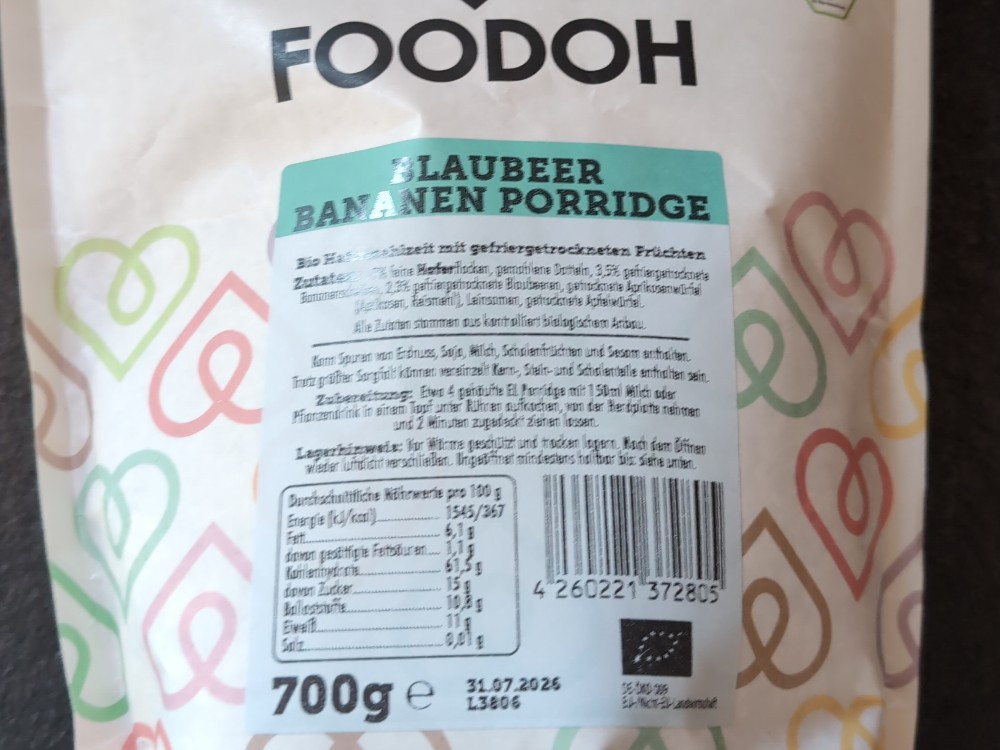 FOODOH
BLAUBEER
BANANEN PORRIDGE
Bio mit gefriergetrockneten Früchten
feine Haferflocken, gemahlene Datteln, 3,5% gefriergetrocknete
2,3% gefriergetrocknete Blaubeeren, getrocknete Aprikosenwürfel
(Aprikosen, Reismehl), Leinsamen, getrocknete Apfelwürfel.
Alle Zutaten stammen aus kontrolliert biologischem Anbau.
Kann Spuren von Erdnuss, Soja, Milch, Schalenfrüchten und Sesam enthalten.
Trotz größter Sorgfalt können vereinzelt Kern-, Stein- und Schalenteile enthalten sein.
Zubereitung: Etwa 4 gehäufte EL Porridge mit 150ml Milch oder
Pflanzendrink in einem Topf unter Rühren aufkochen, von der Herdplatte nehmen
und 2 Minuten zugedeckt ziehen lassen.
Lagerhinweis: Vor Wärme geschützt und trocken lagern. Nach dem Öffnen
wieder luftdicht verschließen. Ungeöffnet mindestens haltbar bis: siehe unten.
Durchschnittliche Nährwerte pro 100 g
Energie (kJ/kcal) 1545/367
Fett 6,1 g
davon gesättigte Fettsäuren 1,1 g
Kohlenhydrate 61,5 g
davon Zucker 15 g
Ballaststoffe 10,8 g
Eiweiß 11 g
Salz 0,01 g
4 260221 372805
700g e
31.07.2026
L3806
EU-/Nicht-EU-Landwirtschaft